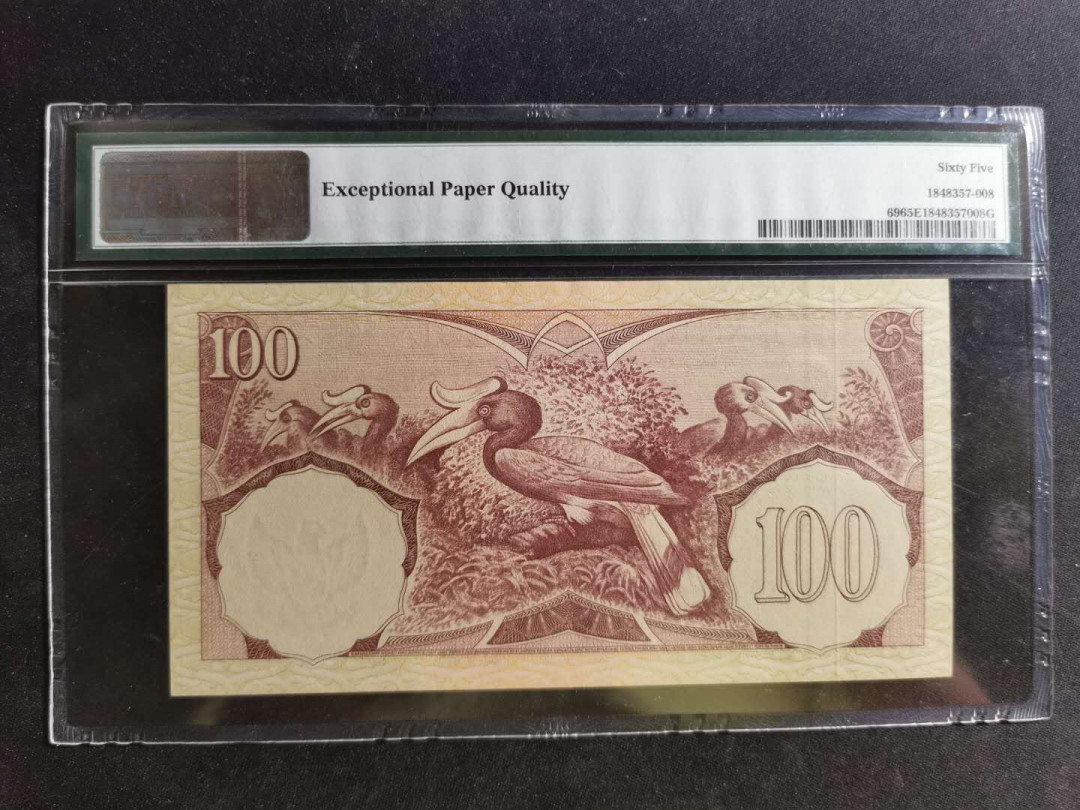 Exceptional Paper Quality
Sixty Five
1848357-008
6965E1848357008G
100
100